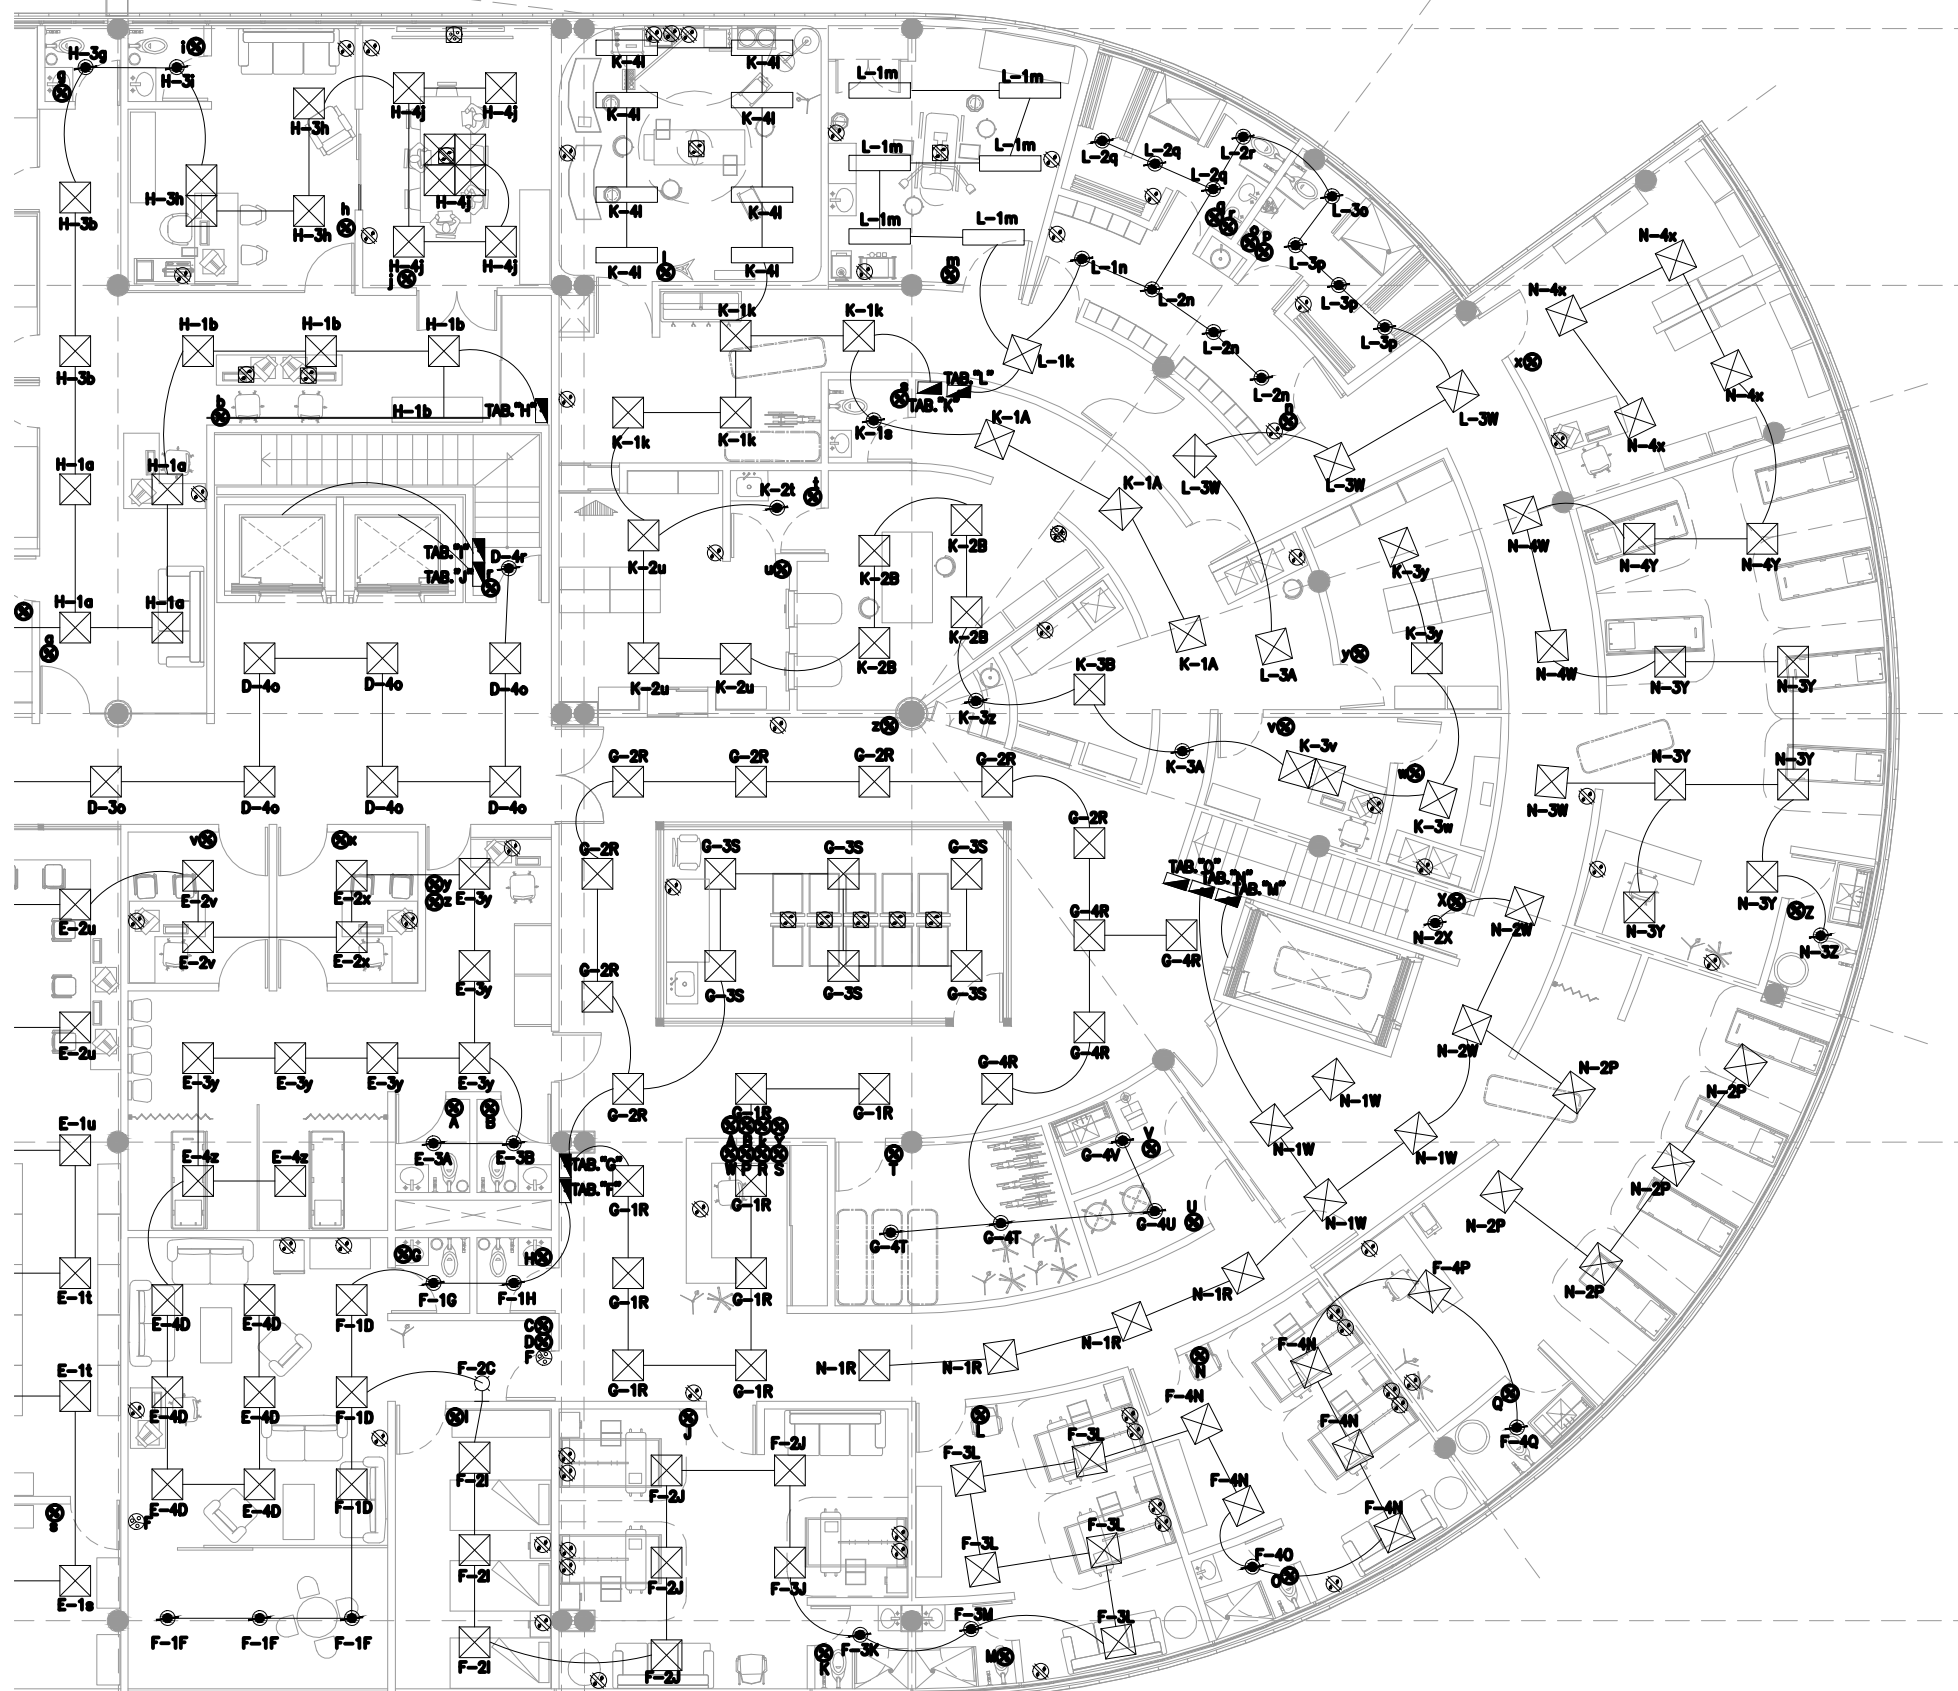 H-3g
i
H-3i
g
K-4l
K-4l
L-1m
L-1m
H-3h
H-4j
H-4j
K-4l
K-4l
L-1m
L-1m
L-2q
L-2q
L-2r
L-2q
H-3h
h
H-4j
H-3b
H-3h
K-4l
K-4l
L-1m
L-1m
q
r
o
p
L-3o
H-4j
H-4j
j
K-4l
l
K-4l
m
L-1n
L-2n
L-3p
L-3p
N-4x
N-4x
H-1b
H-1b
H-1b
K-1k
K-1k
L-2n
L-3p
L-1k
x
H-3b
L-2n
n
N-4x
b
H-1b
TAB."H"
TAB."L"
TAB."K"
K-1s
K-1A
L-3W
N-4x
K-1k
K-1k
H-1a
H-1a
K-2t
t
K-1A
L-3W
L-3W
TAB."I"
TAB."J"
D-4r
r
K-2u
u
K-2B
K-2B
K-3y
N-4W
N-4Y
N-4Y
H-1a
H-1a
a
K-2B
K-2B
K-1A
L-3A
y
K-3y
N-4W
N-3Y
N-3Y
D-4o
D-4o
D-4o
K-2u
K-2u
K-3B
K-3z
z
v
K-3v
K-3A
w
K-3w
D-3o
D-4o
D-4o
D-4o
G-2R
G-2R
G-2R
G-2R
N-3W
N-3Y
N-3Y
v
x
y
z
E-2v
E-2x
E-3y
G-2R
G-3S
G-3S
G-3S
G-2R
TAB."O"
TAB."N"
TAB."M"
E-2u
E-2v
E-2x
E-3y
G-2R
G-3S
G-3S
G-3S
G-4R
G-4R
X
N-2X
N-2W
N-3Y
N-3Y
Z
N-3Z
E-2u
E-3y
E-3y
E-3y
E-3y
G-2R
G-1R
G-1R
G-4R
G-4R
N-2W
N-2P
N-2P
E-1u
A
B
E-3A
E-3B
E-4z
E-4z
TAB."G"
TAB."F"
A
B
k
Y
W
P
R
S
T
V
G-4V
N-1W
N-1W
N-1W
N-2P
G-1R
G-1R
G-4T
G-4T
U
G-4U
N-1W
N-2P
N-2P
G
H
F-1G
F-1H
E-1t
G-1R
G-1R
N-1R
F-4P
E-4D
E-4D
F-1D
C
D
F
N-1R
F-4N
E-1t
F-2C
G-1R
G-1R
N-1R
N-1R
N
E-4D
E-4D
F-1D
I
J
L
F-4N
F-4N
Q
F-4Q
F-2I
F-2J
F-2J
F-3L
F-3L
F-4N
E-4D
E-4D
F-1D
s
F
F-2I
F-2J
F-3J
F-3L
F-3L
F-4O
O
F-4N
E-1s
F-1F
F-1F
F-1F
F-2I
F-2J
K
F-3K
F-3M
M
F-3L